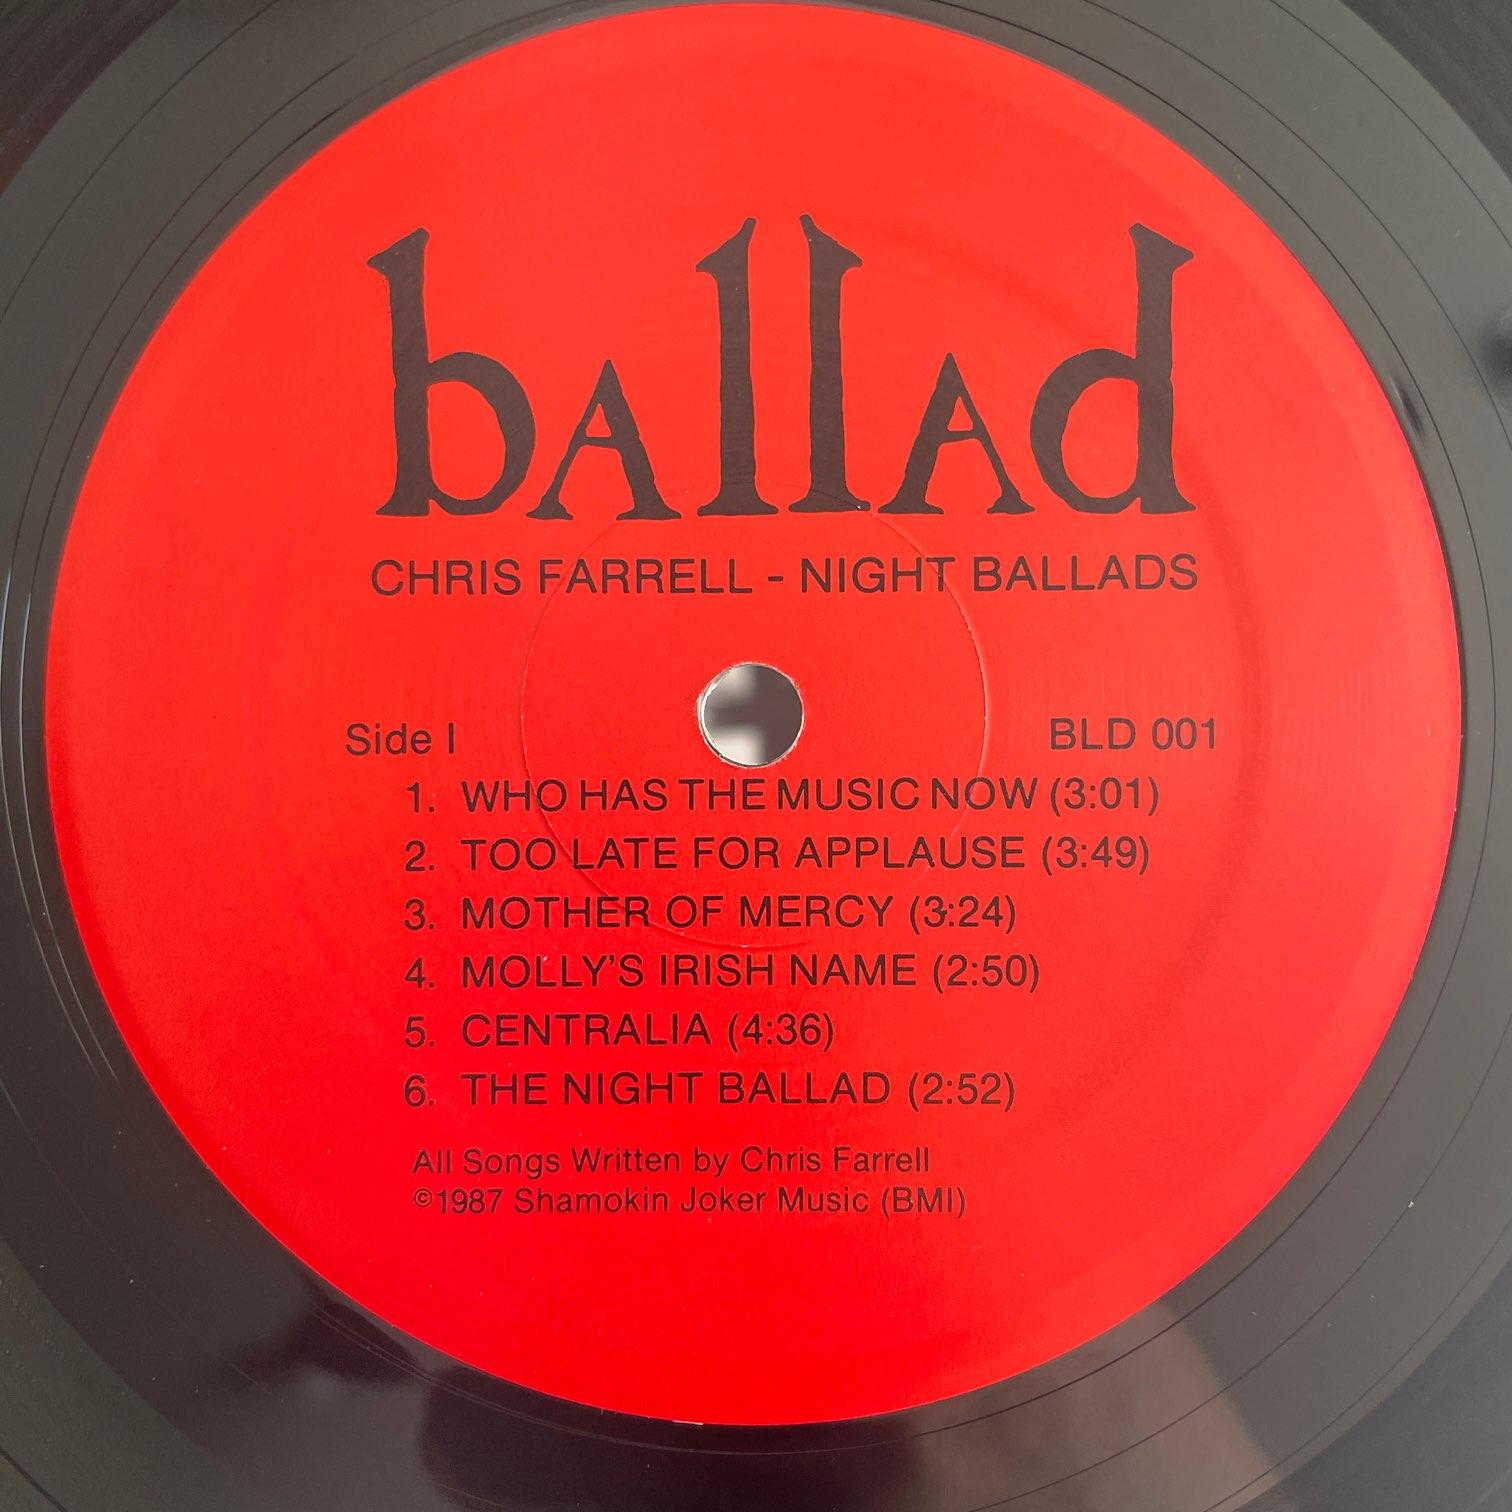 ballad
CHRIS FARRELL - NIGHT BALLADS
Side I
BLD 001
1. WHO HAS THE MUSIC NOW (3:01)
2. TOO LATE FOR APPLAUSE (3:49)
3. MOTHER OF MERCY (3:24)
4. MOLLY'S IRISH NAME (2:50)
5. CENTRALIA (4:36)
6. THE NIGHT BALLAD (2:52)
All Songs Written by Chris Farrell
©1987 Shamokin Joker Music (BMI)